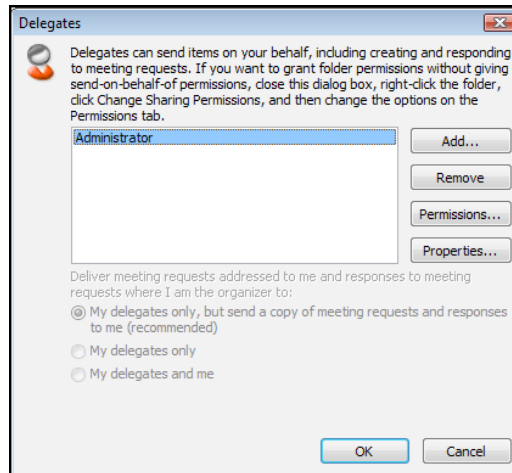 Delegates
Delegates can send items on your behalf, including creating and responding
to meeting requests. If you want to grant folder permissions without giving
send-on-behalf-of permissions, close this dialog box, right-click the folder,
click Change Sharing Permissions, and then change the options on the
Permissions tab.
Administrator
Add...
Remove
Permissions...
Properties...
Deliver meeting requests addressed to me and responses to meeting
requests where I am the organizer to:
My delegates only, but send a copy of meeting requests and responses
to me (recommended)
My delegates only
My delegates and me
OK
Cancel